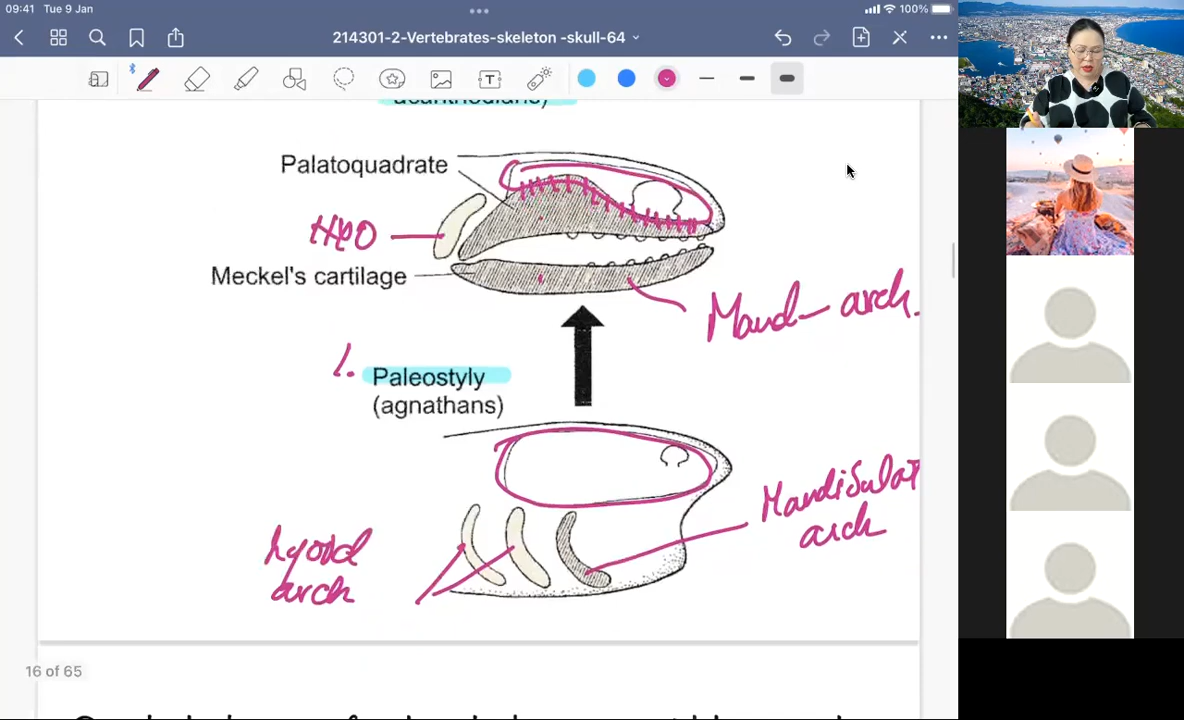 09:41 Tue 9 Jan
100%
214301-2-Vertebrates-skeleton -skull-64
T
acanthodians)
Palatoquadrate
HYO
Meckel's cartilage
Mand- arch.
1. Paleostyly
(agnathans)
Mandibular
arch
hyoid
arch
16 of 65